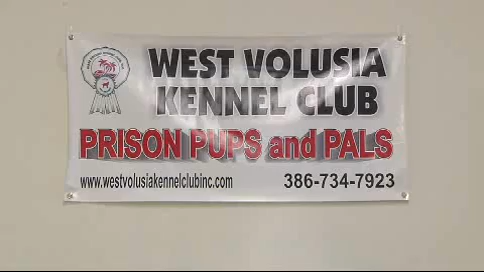 WEST VOLUSIA
KENNEL CLUB
PRISON PUPS and PALS
www.westvolusiakennelclubinc.com
386-734-7923